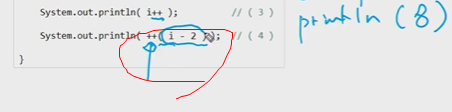 System.out.println( i++ );          // ( 3 )
println (8)
System.out.println( ++( i - 2 ) );  // ( 4 )
}